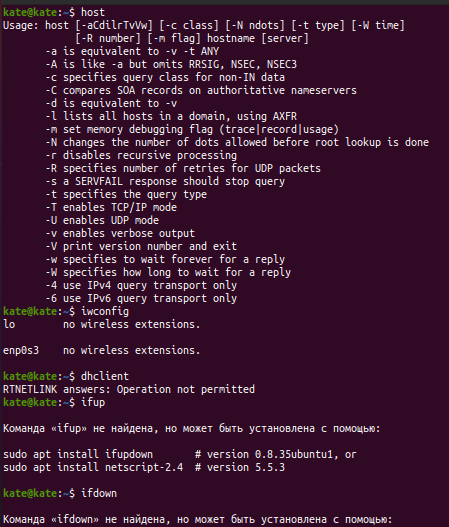 kate@kate:~$ host
Usage: host [-aCdilrTvVw] [-c class] [-N ndots] [-t type] [-W time]
            [-R number] [-m flag] hostname [server]
       -a is equivalent to -v -t ANY
       -A is like -a but omits RRSIG, NSEC, NSEC3
       -c specifies query class for non-IN data
       -C compares SOA records on authoritative nameservers
       -d is equivalent to -v
       -l lists all hosts in a domain, using AXFR
       -m set memory debugging flag (trace|record|usage)
       -N changes the number of dots allowed before root lookup is done
       -r disables recursive processing
       -R specifies number of retries for UDP packets
       -s a SERVFAIL response should stop query
       -t specifies the query type
       -T enables TCP/IP mode
       -U enables UDP mode
       -v enables verbose output
       -V print version number and exit
       -w specifies to wait forever for a reply
       -W specifies how long to wait for a reply
       -4 use IPv4 query transport only
       -6 use IPv6 query transport only
kate@kate:~$ iwconfig
lo        no wireless extensions.

enp0s3    no wireless extensions.

kate@kate:~$ dhclient
RTNETLINK answers: Operation not permitted
kate@kate:~$ ifup

Команда «ifup» не найдена, но может быть установлена с помощью:

sudo apt install ifupdown       # version 0.8.35ubuntu1, or
sudo apt install netscript-2.4  # version 5.5.3

kate@kate:~$ ifdown

Команда «ifdown» не найдена, но может быть установлена с помощью: